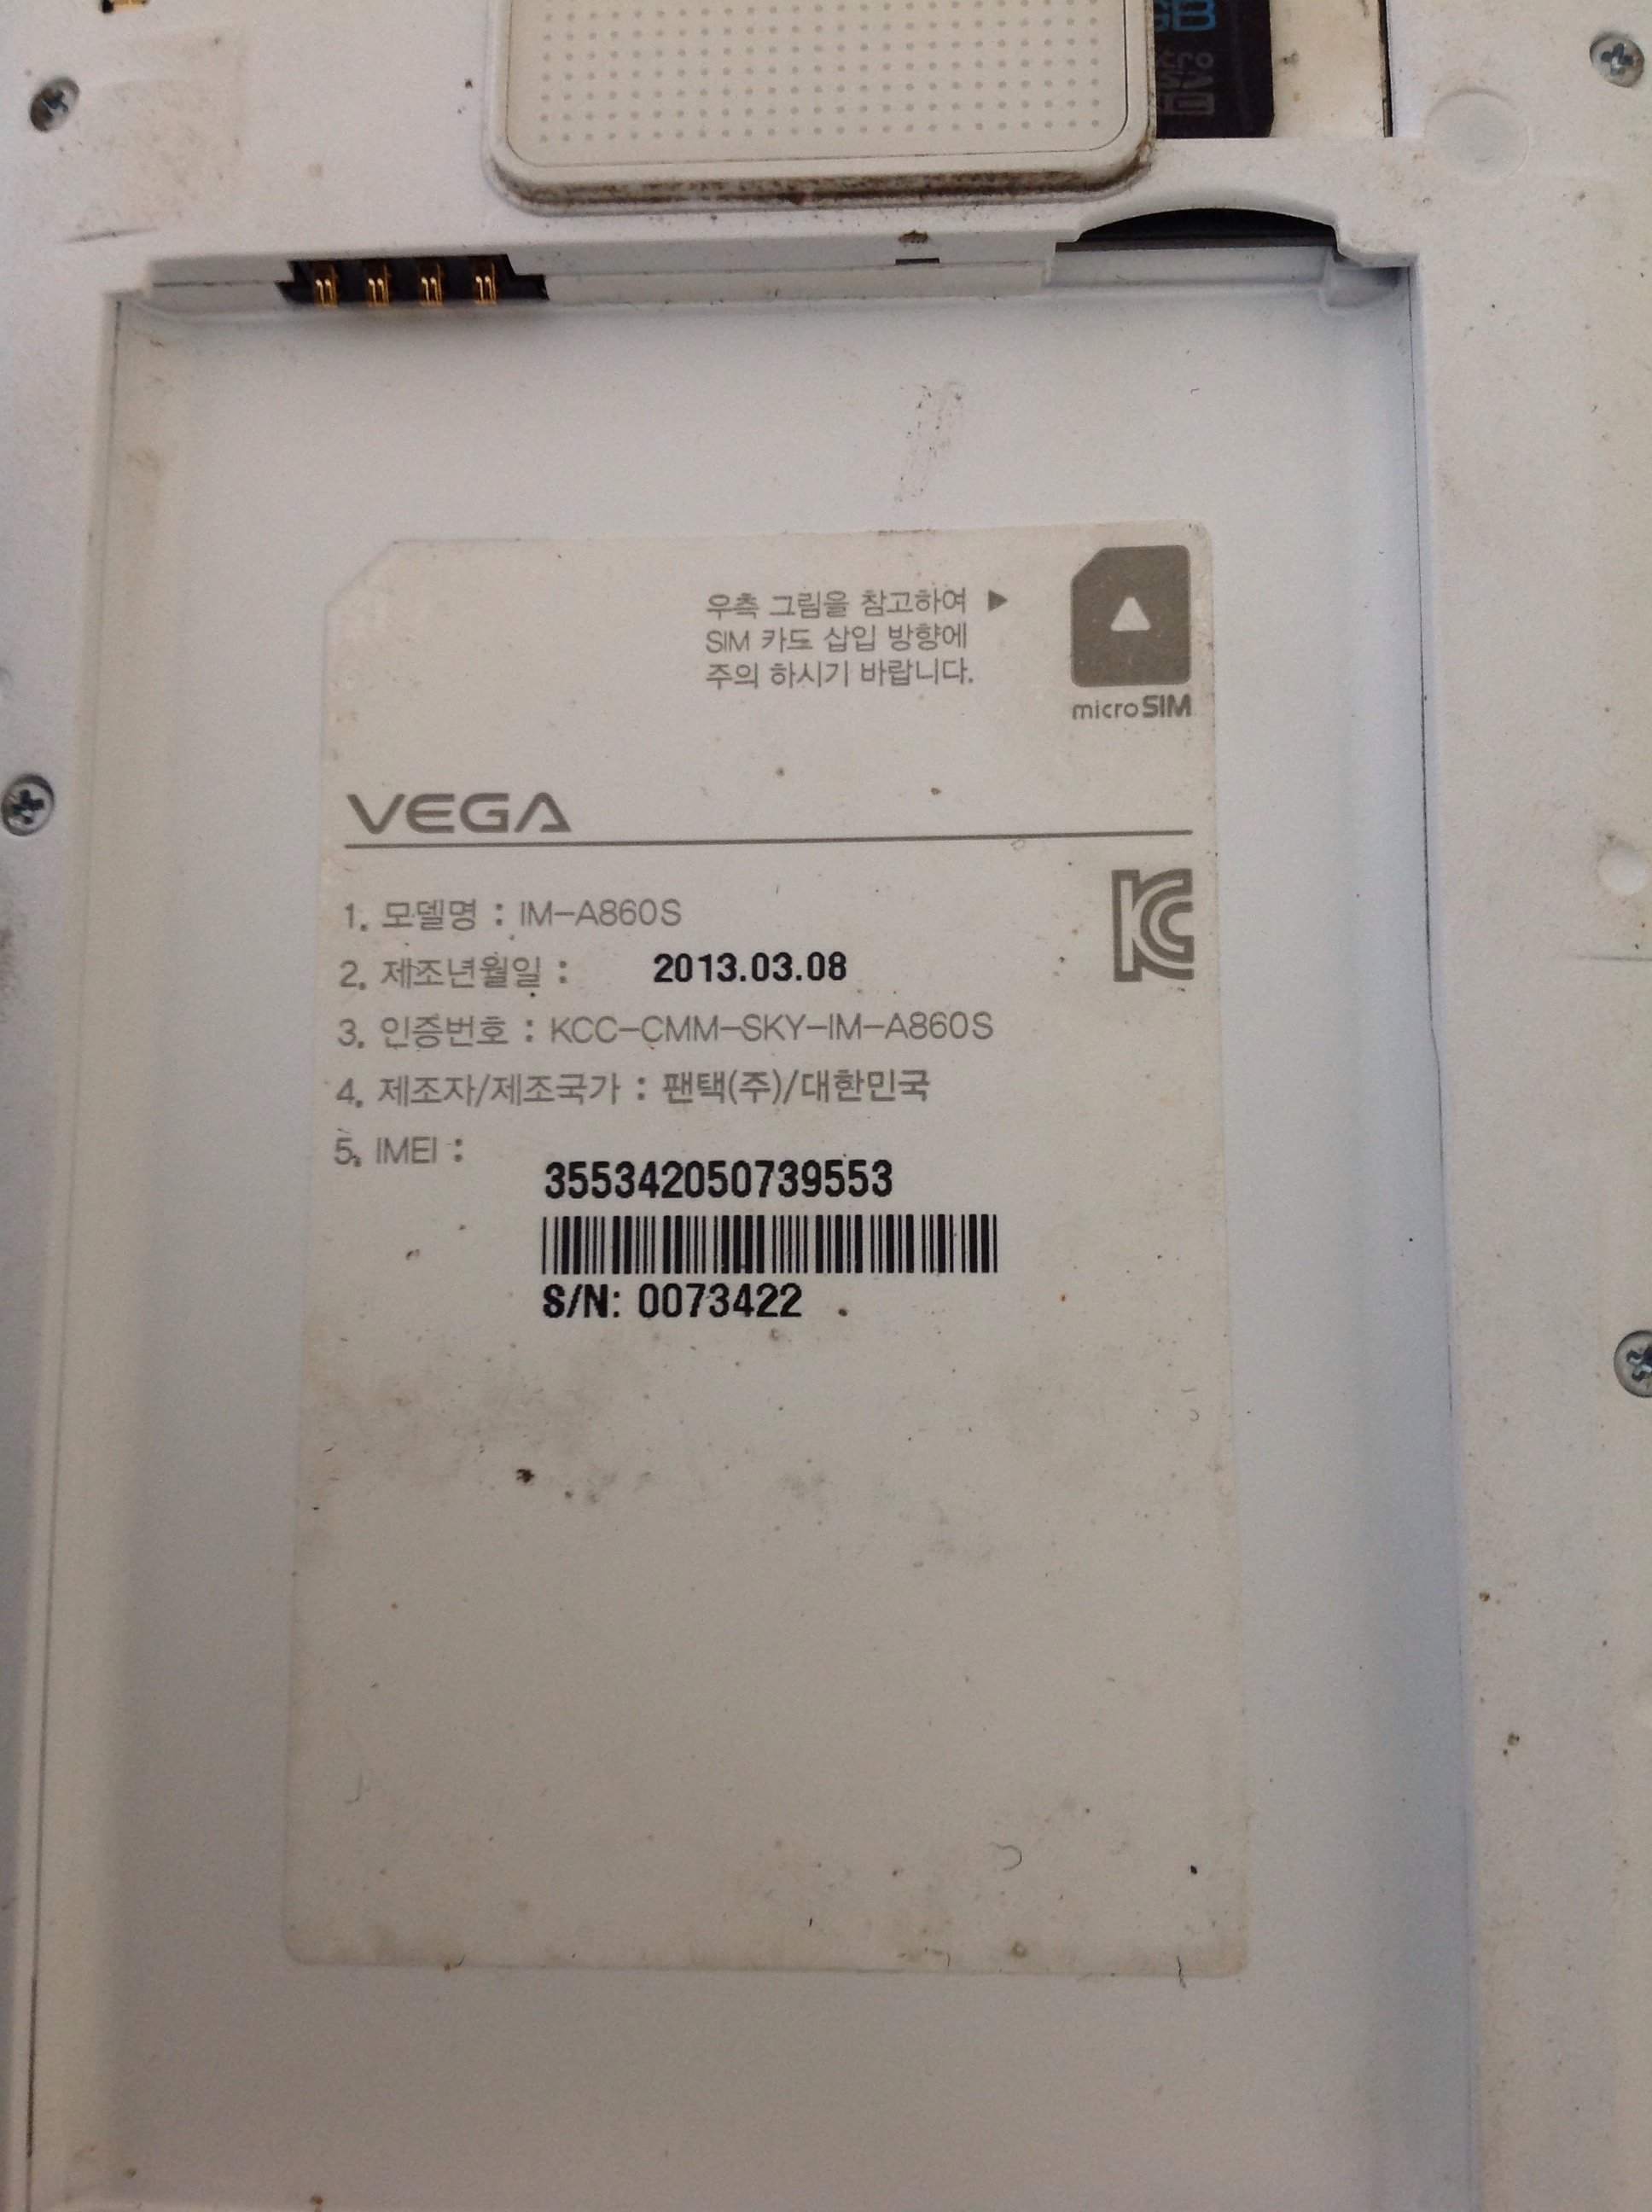 우측 그림을 참고하여 ▶
SIM 카드 삽입 방향에
주의 하시기 바랍니다.
microSIM
VEGA
1. 모델명 : IM-A860S
2. 제조년월일 : 2013.03.08
3. 인증번호 : KCC-CMM-SKY-IM-A860S
4. 제조자/제조국가 : 팬택(주)/대한민국
5. IMEI :
355342050739553
S/N: 0073422